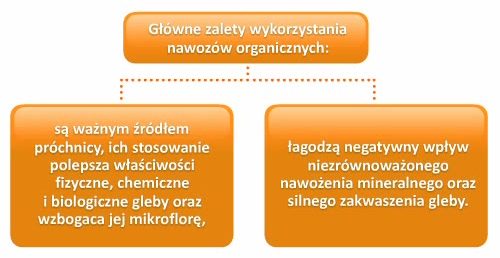 Główne zalety wykorzystania
nawozów organicznych:
są ważnym źródłem
próchnicy, ich stosowanie
polepsza właściwości
fizyczne, chemiczne
i biologiczne gleby oraz
wzbogaca jej mikroflorę,
łagodzą negatywny wpływ
niezrównoważonego
nawożenia mineralnego oraz
silnego zakwaszenia gleby.